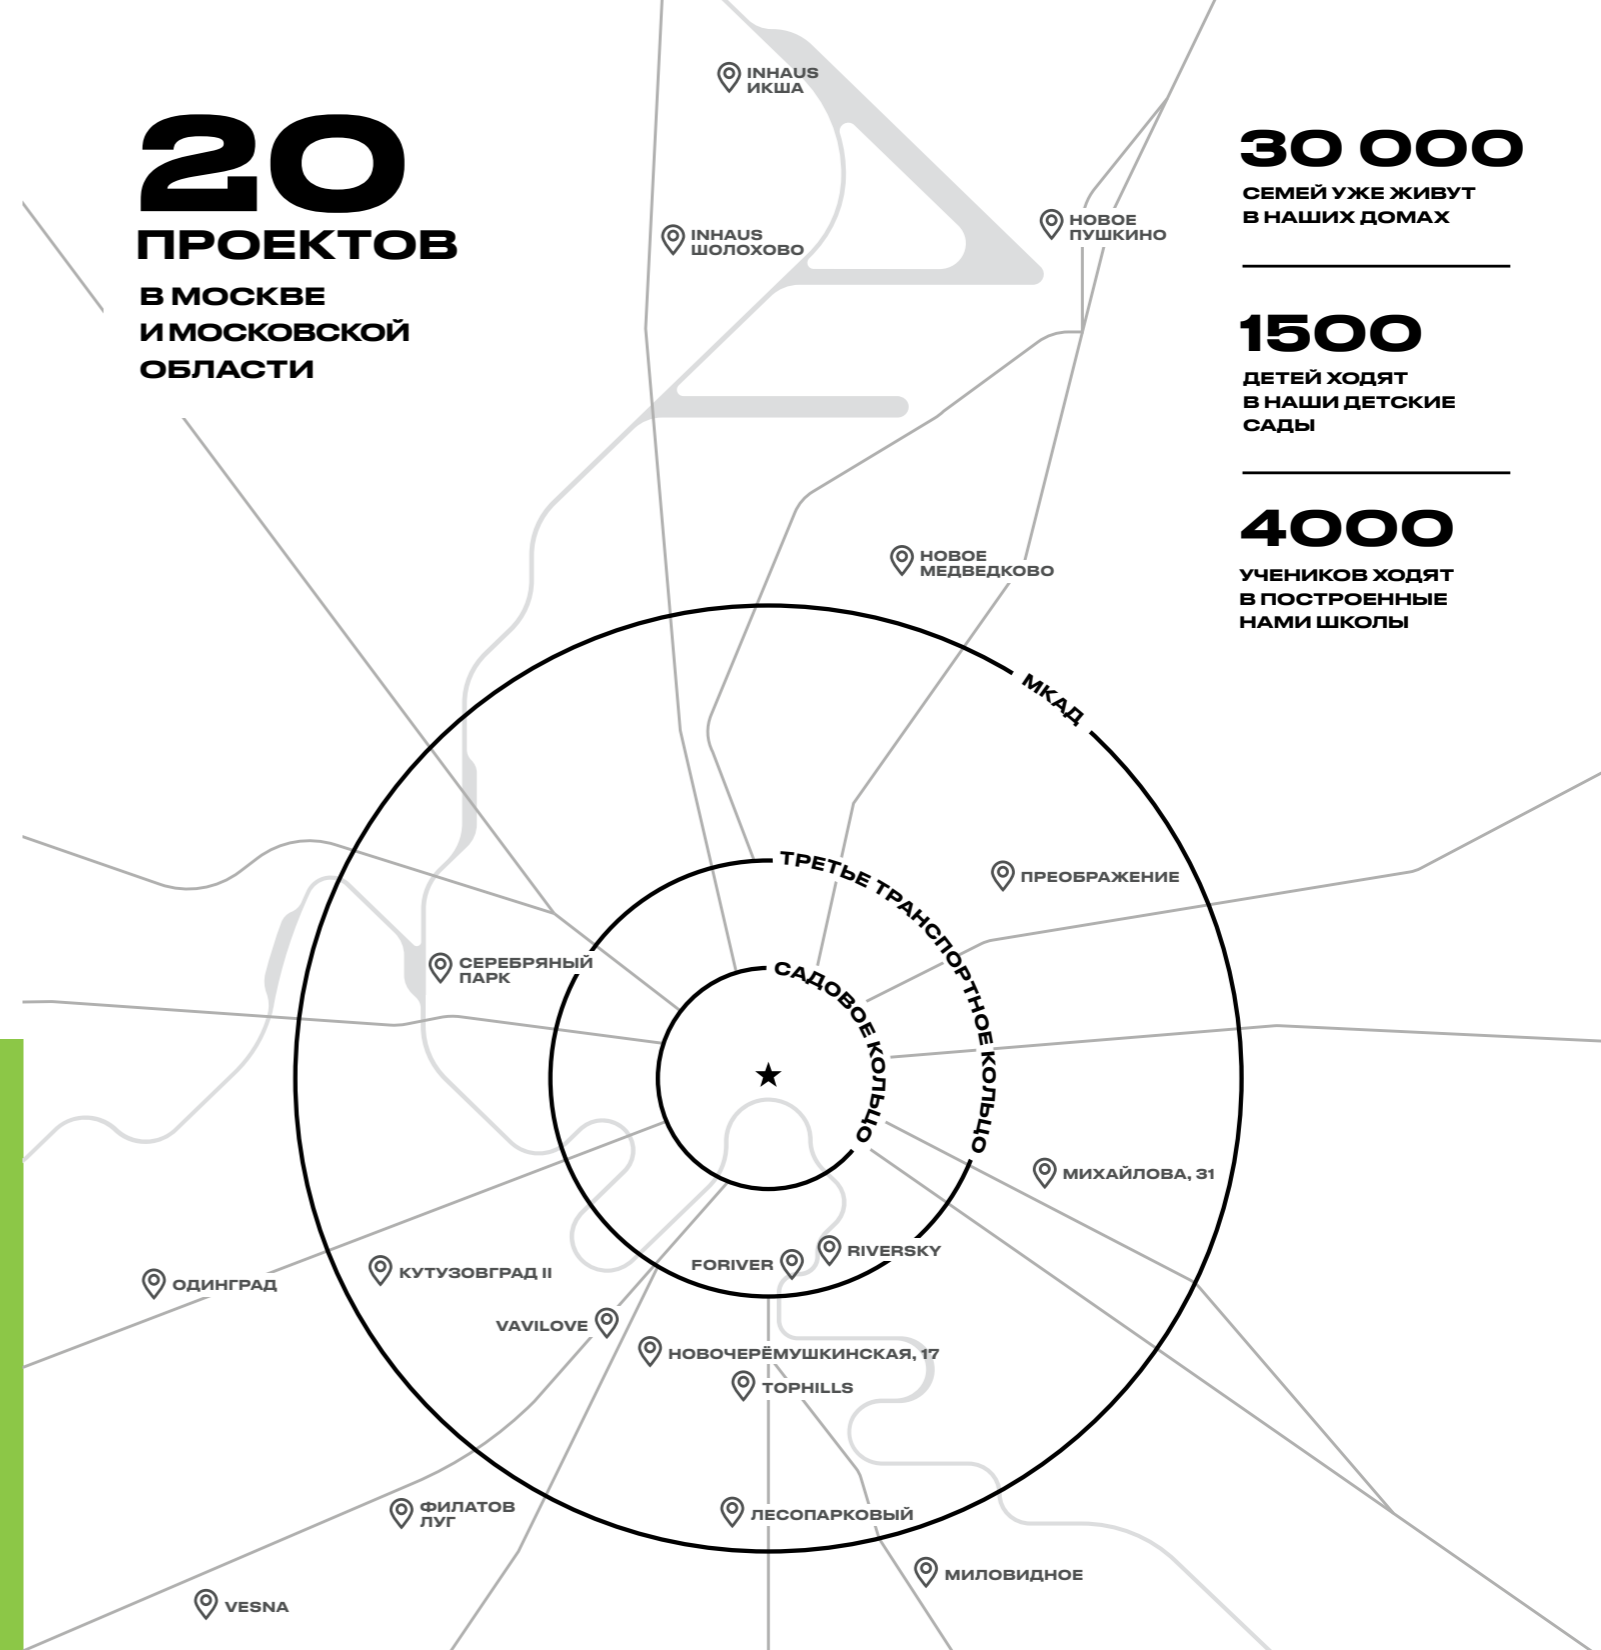 20
ПРОЕКТОВ
В МОСКВЕ
И МОСКОВСКОЙ
ОБЛАСТИ
30 000
СЕМЕЙ УЖЕ ЖИВУТ
В НАШИХ ДОМАХ
1500
ДЕТЕЙ ХОДЯТ
В НАШИ ДЕТСКИЕ
САДЫ
4000
УЧЕНИКОВ ХОДЯТ
В ПОСТРОЕННЫЕ
НАМИ ШКОЛЫ
INHAUS
ИКША
INHAUS
ШОЛОХОВО
НОВОЕ
ПУШКИНО
НОВОЕ
МЕДВЕДКОВО
МКАД
ТРЕТЬЕ ТРАНСПОРТНОЕ КОЛЬЦО
ПРЕОБРАЖЕНИЕ
СЕРЕБРЯНЫЙ
ПАРК
САДОВОЕ КОЛЬЦО
МИХАЙЛОВА, 31
RIVERSKY
FORIVER
КУТУЗОВГРАД II
ОДИНГРАД
VAVILOVE
НОВОЧЕРЁМУШКИНСКАЯ, 17
TOPHILLS
ФИЛАТОВ
ЛУГ
ЛЕСОПАРКОВЫЙ
МИЛОВИДНОЕ
VESNA